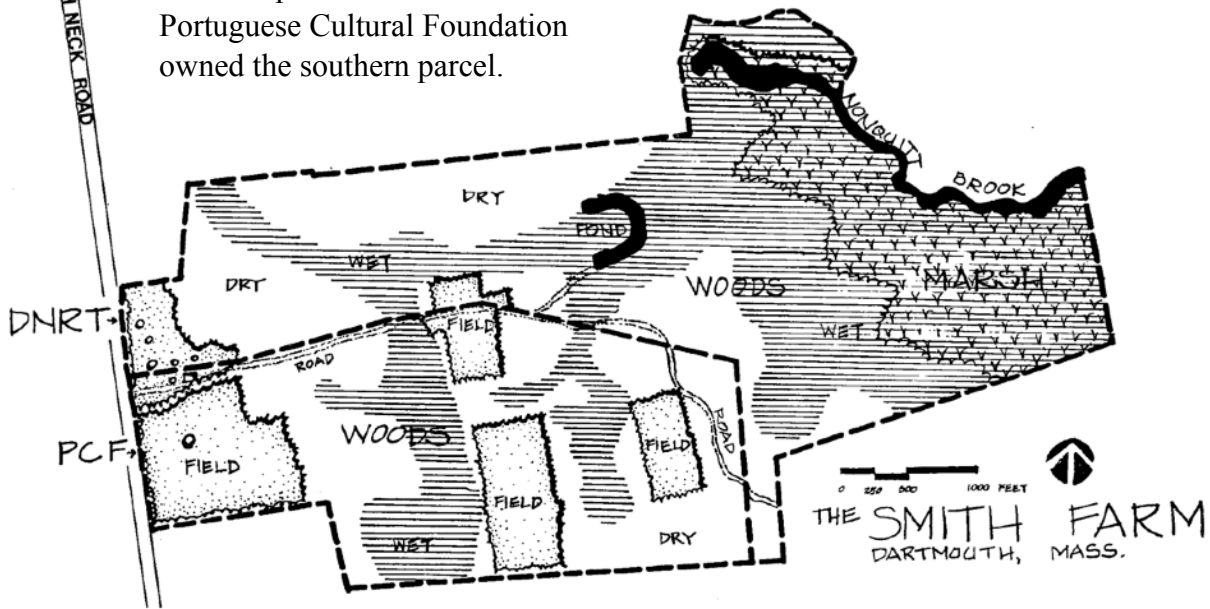 Portuguese Cultural Foundation
owned the southern parcel.
NECK ROAD
NONQUITT
BROOK
DRY
POND
WET
DRY
WOODS
MARSH
DNRT
FIELD
WET
ROAD
WOODS
PCF
FIELD
FIELD
ROAD
FIELD
0 250 500 1000 FEET
WET
DRY
THE SMITH FARM
DARTMOUTH, MASS.